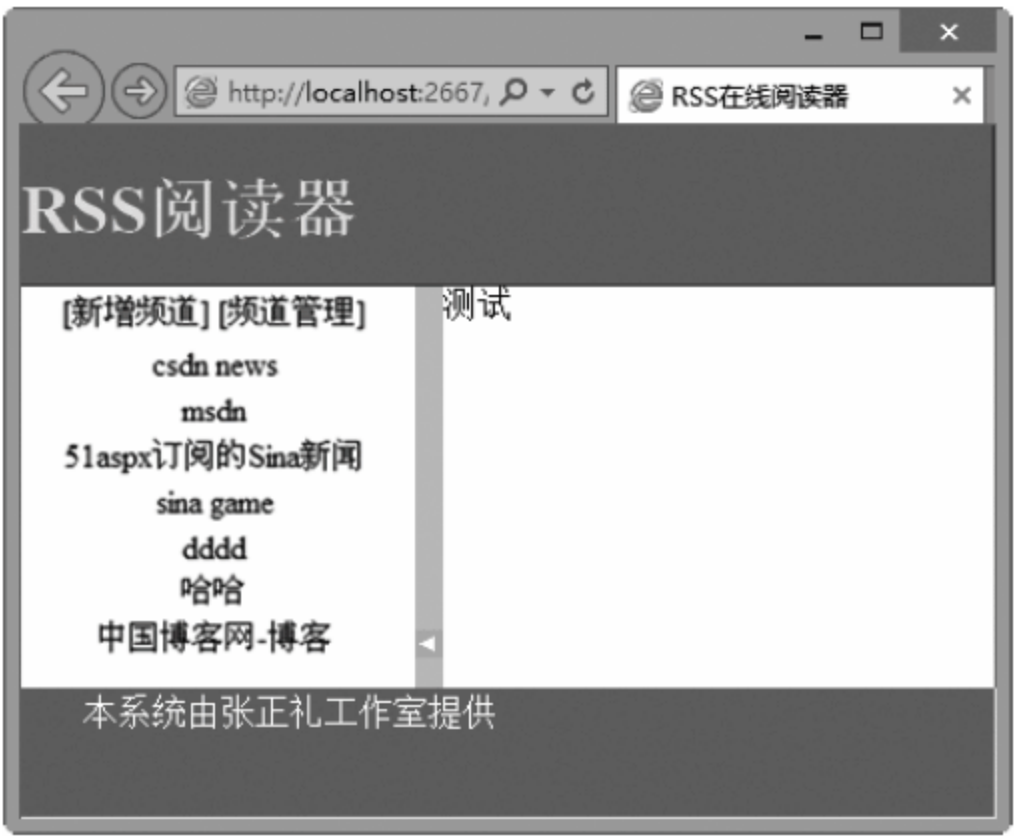 http://localhost:2667,
RSS在线阅读器
RSS阅读器
[新增频道] [频道管理]
csdn news
msdn
51aspx订阅的Sina新闻
sina game
dddd
哈哈
中国博客网-博客
测试
本系统由张正礼工作室提供